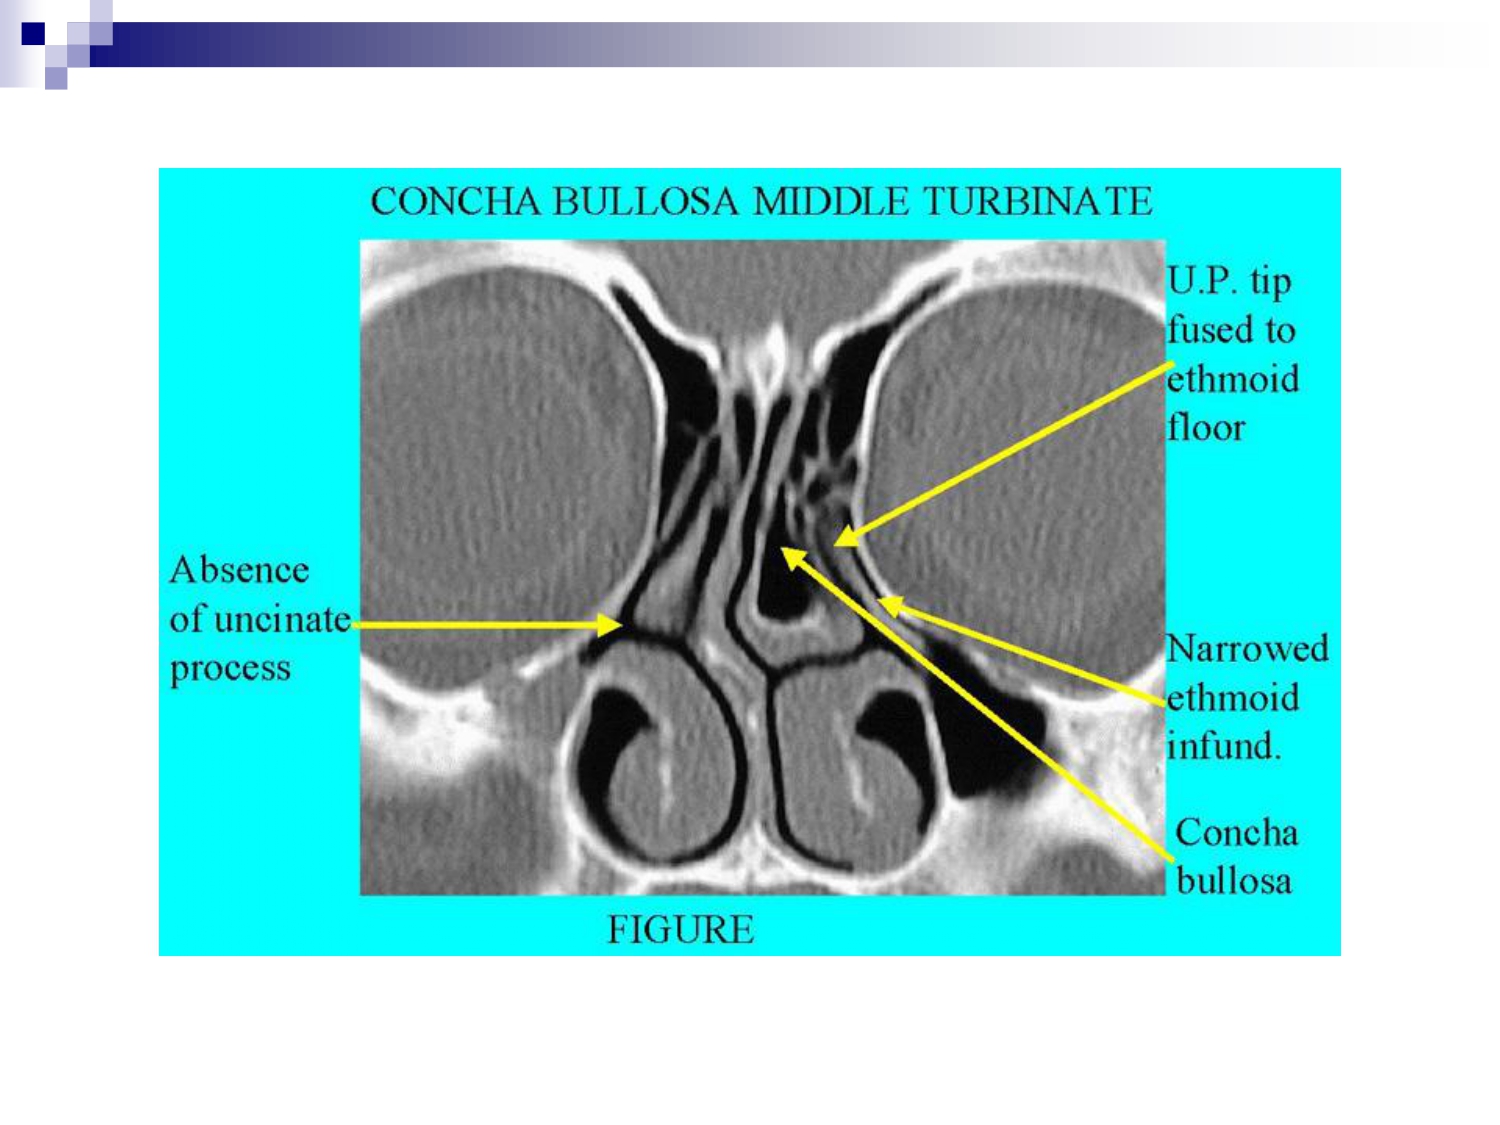 CONCHA BULLOSA MIDDLE TURBINATE
U.P. tip
fused to
ethmoid
floor
Absence
of uncinate
process
Narrowed
ethmoid
infund.
Concha
bullosa
FIGURE